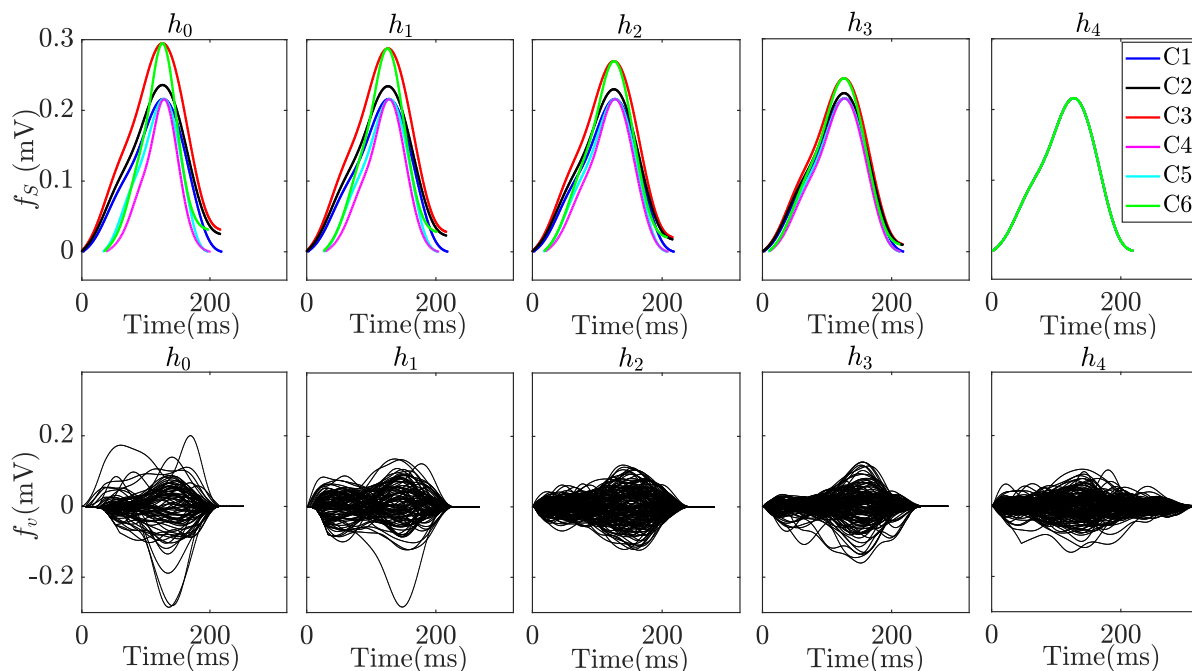 h0 h1 h2 h3 h4
0.3
0.2
0.1
0
fS (mV)
C1
C2
C3
C4
C5
C6
0 200 0 200 0 200 0 200 0 200
Time(ms) Time(ms) Time(ms) Time(ms) Time(ms)
h0 h1 h2 h3 h4
0.2
0
-0.2
fv(mV)
0 200 0 200 0 200 0 200 0 200
Time(ms) Time(ms) Time(ms) Time(ms) Time(ms)